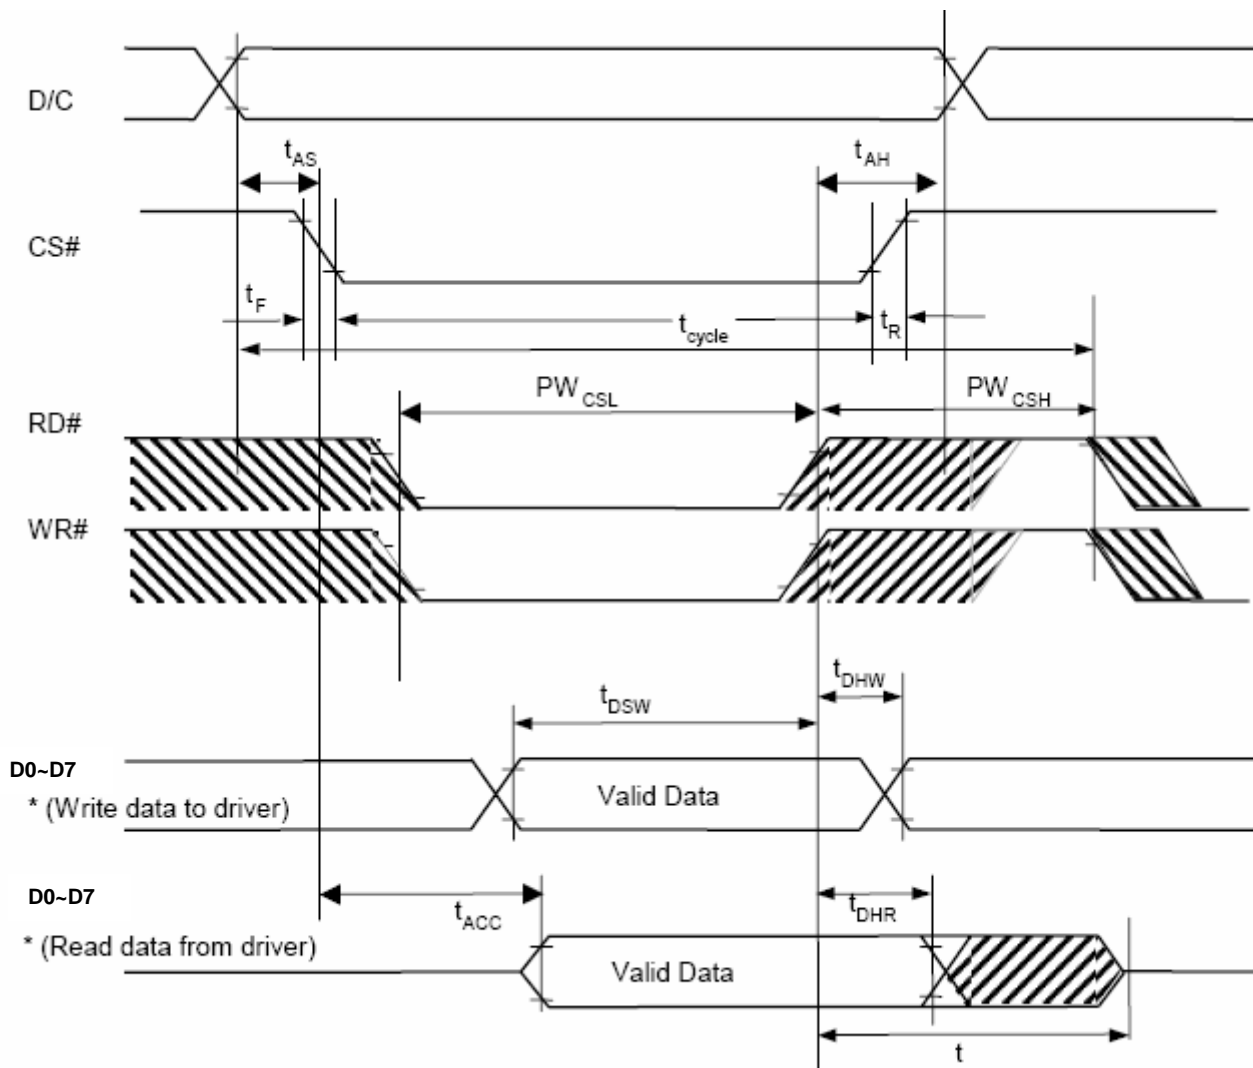 D/C
tAS
tAH
CS#
tF
tcycle
tR
PWCSL
PWCSH
RD#
WR#
tDSW
tDHW
D0~D7
* (Write data to driver)
Valid Data
D0~D7
tACC
tDHR
* (Read data from driver)
Valid Data
t